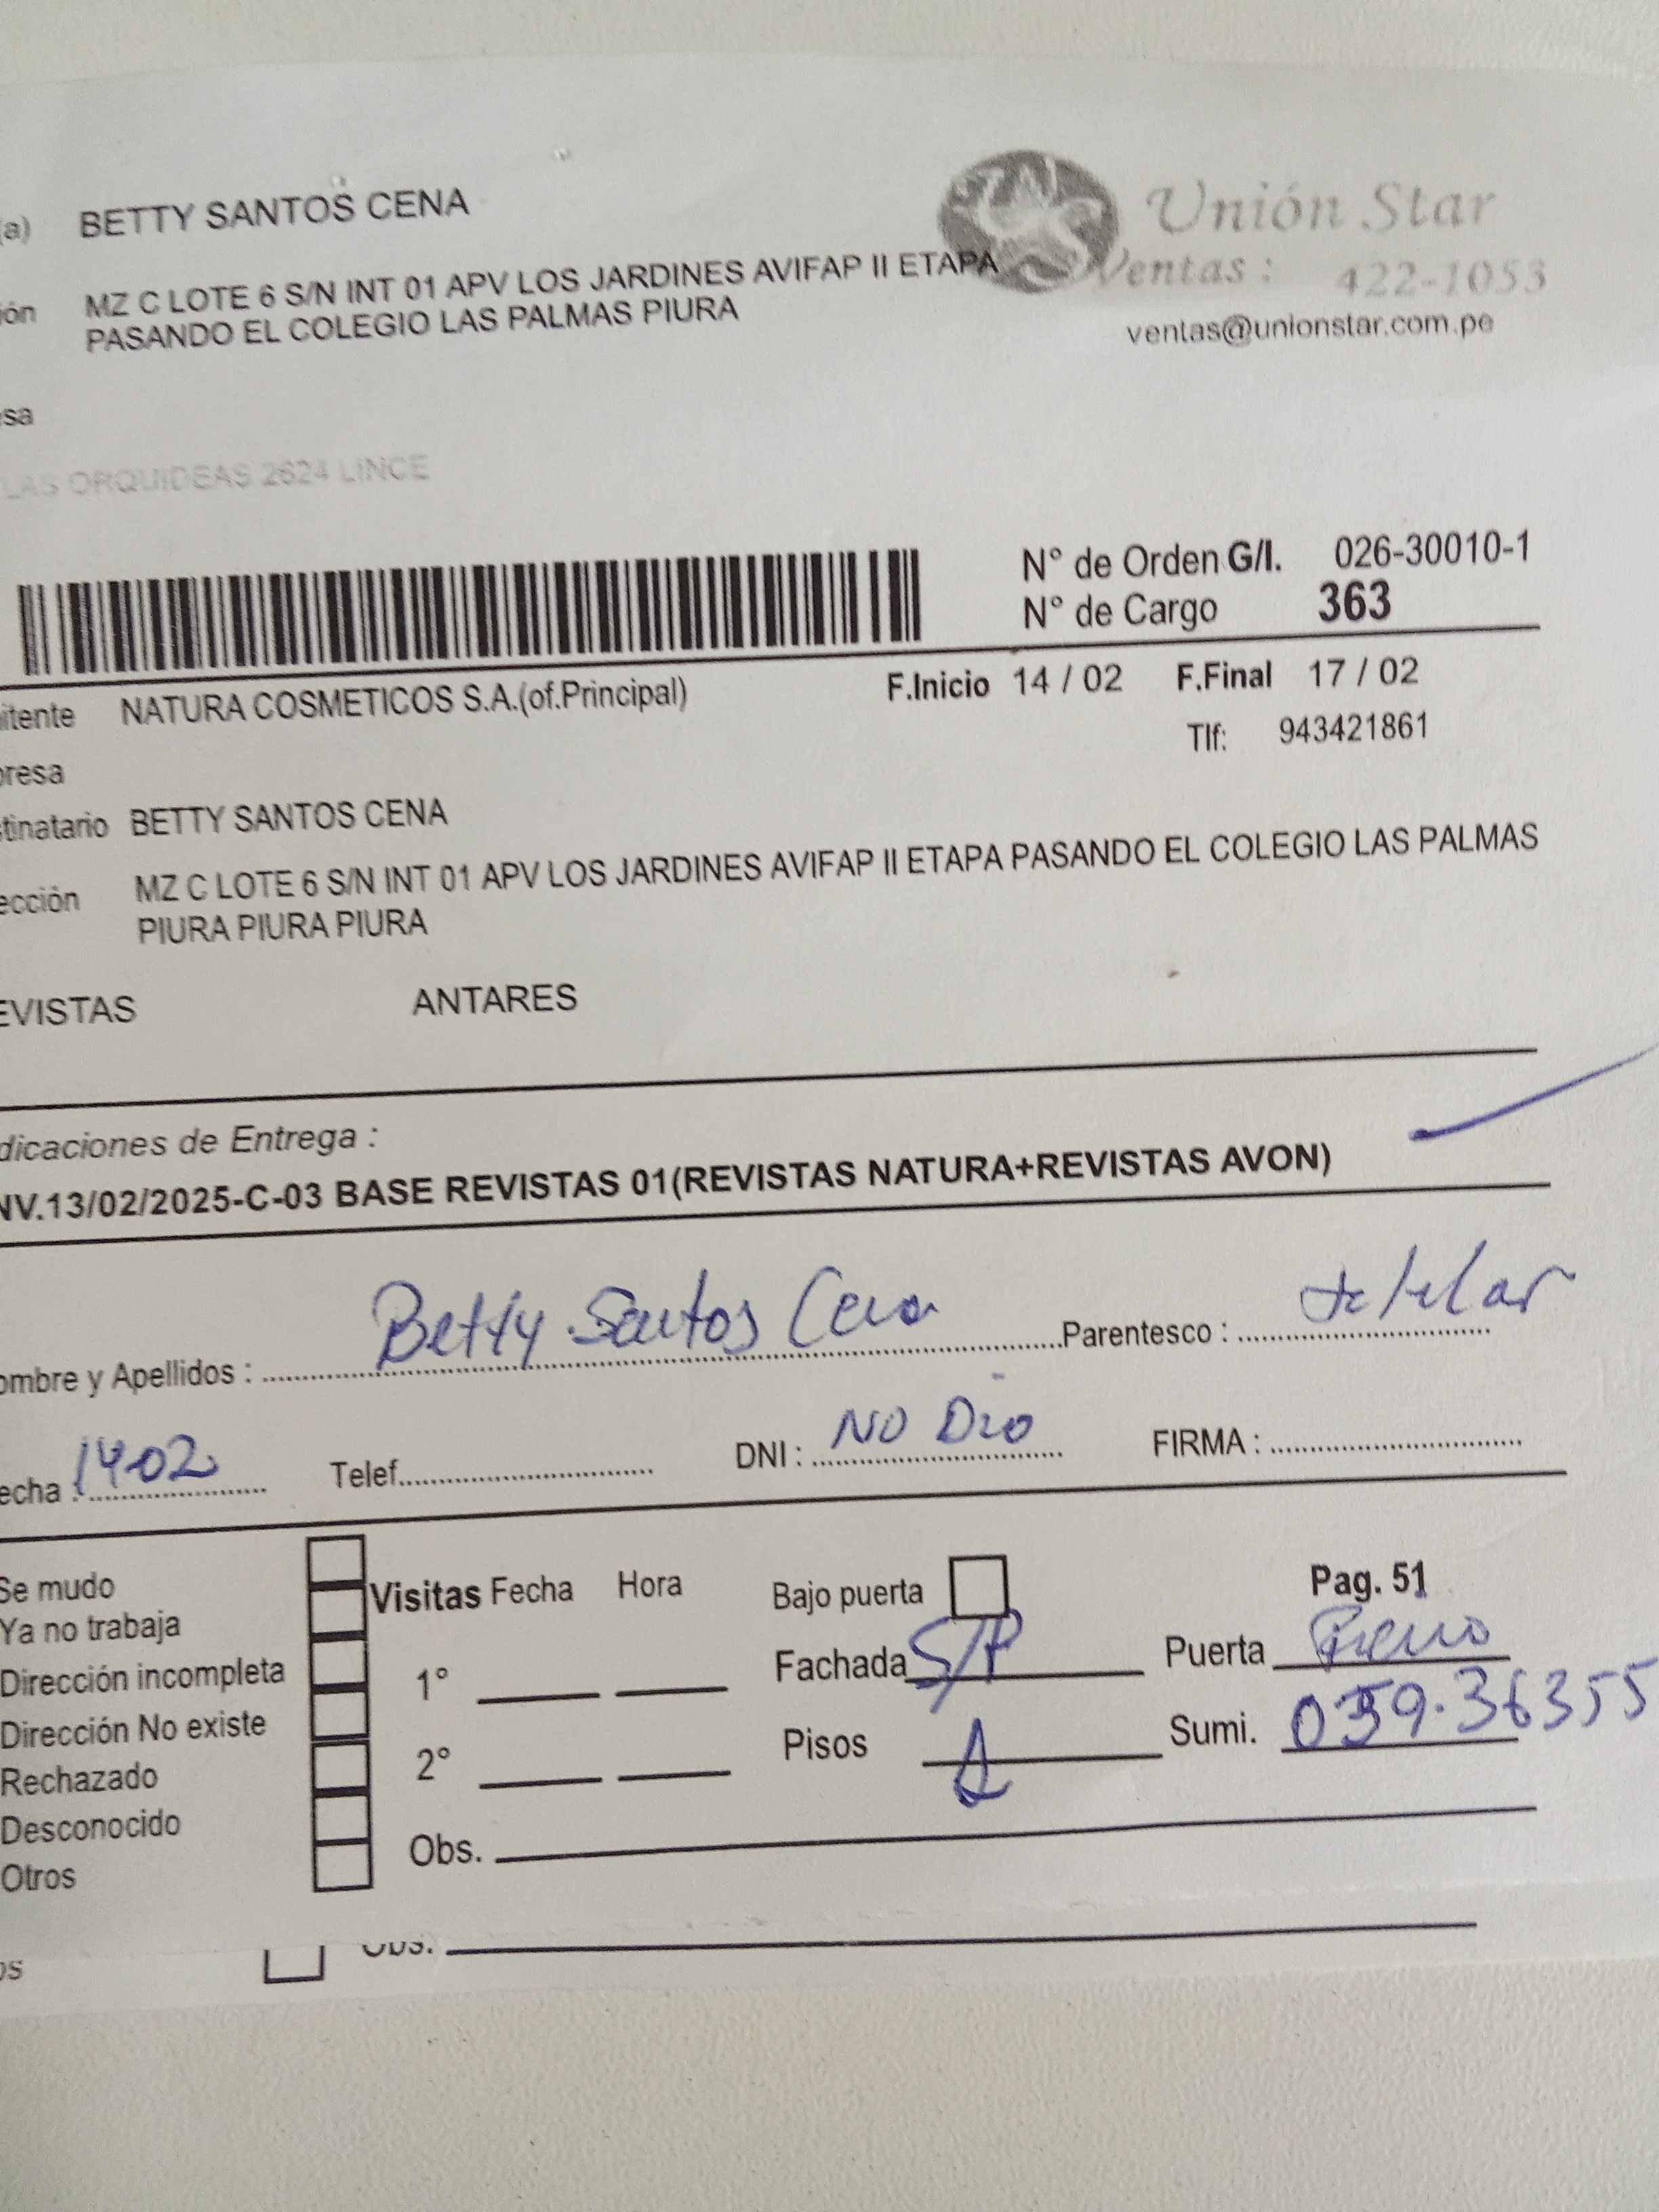 (a) BETTY SANTOS CENA
Unión Star
ión MZ C LOTE 6 S/N INT 01 APV LOS JARDINES AVIFAP II ETAPA
Ventas : 422-1053
PASANDO EL COLEGIO LAS PALMAS PIURA
ventas@unionstar.com.pe
esa
LAS ORQUIDEAS 2624 LINCE
N° de Orden G/I. 026-30010-1
N° de Cargo 363
itente NATURA COSMETICOS S.A.(of.Principal) F.Inicio 14 / 02 F.Final 17 / 02
Tlf: 943421861
presa
tinatario BETTY SANTOS CENA
ección MZ C LOTE 6 S/N INT 01 APV LOS JARDINES AVIFAP II ETAPA PASANDO EL COLEGIO LAS PALMAS
PIURA PIURA PIURA
EVISTAS ANTARES
dicaciones de Entrega :
NV.13/02/2025-C-03 BASE REVISTAS 01(REVISTAS NATURA+REVISTAS AVON)
ombre y Apellidos : Betty Santos Cena Parentesco : titular
echa : 1402 Telef. DNI : NO DIO FIRMA :
Se mudo Visitas Fecha Hora Bajo puerta Pag. 51
Ya no trabaja
Dirección incompleta 1° Fachada S/P Puerta
Dirección No existe
Rechazado 2° Pisos 1 Sumi. 059.36355
Desconocido
Otros Obs.
os Obs.